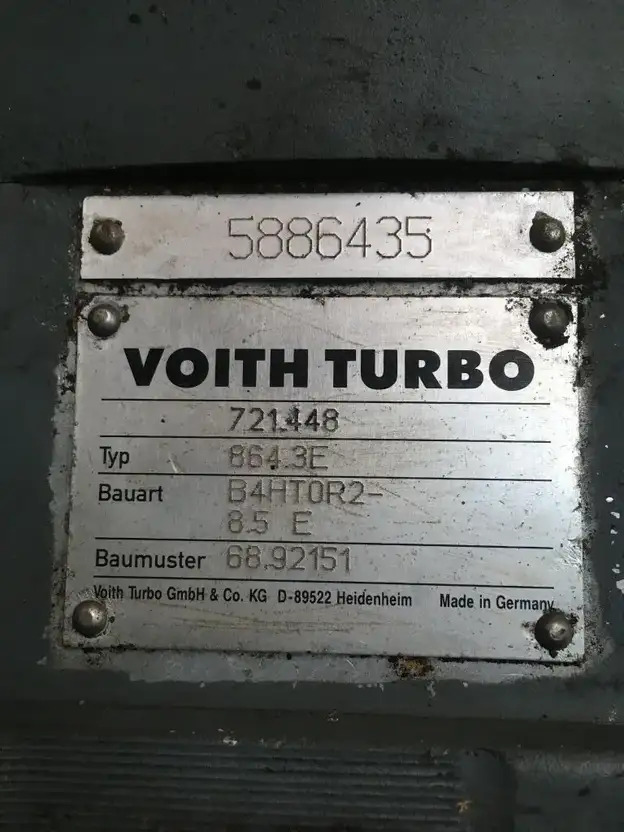 5886435
VOITH TURBO
721.448
Typ 864.3E
Bauart B4HTOR2-
8.5 E
Baumuster 68.92151
Voith Turbo GmbH & Co. KG D-89522 Heidenheim Made in Germany